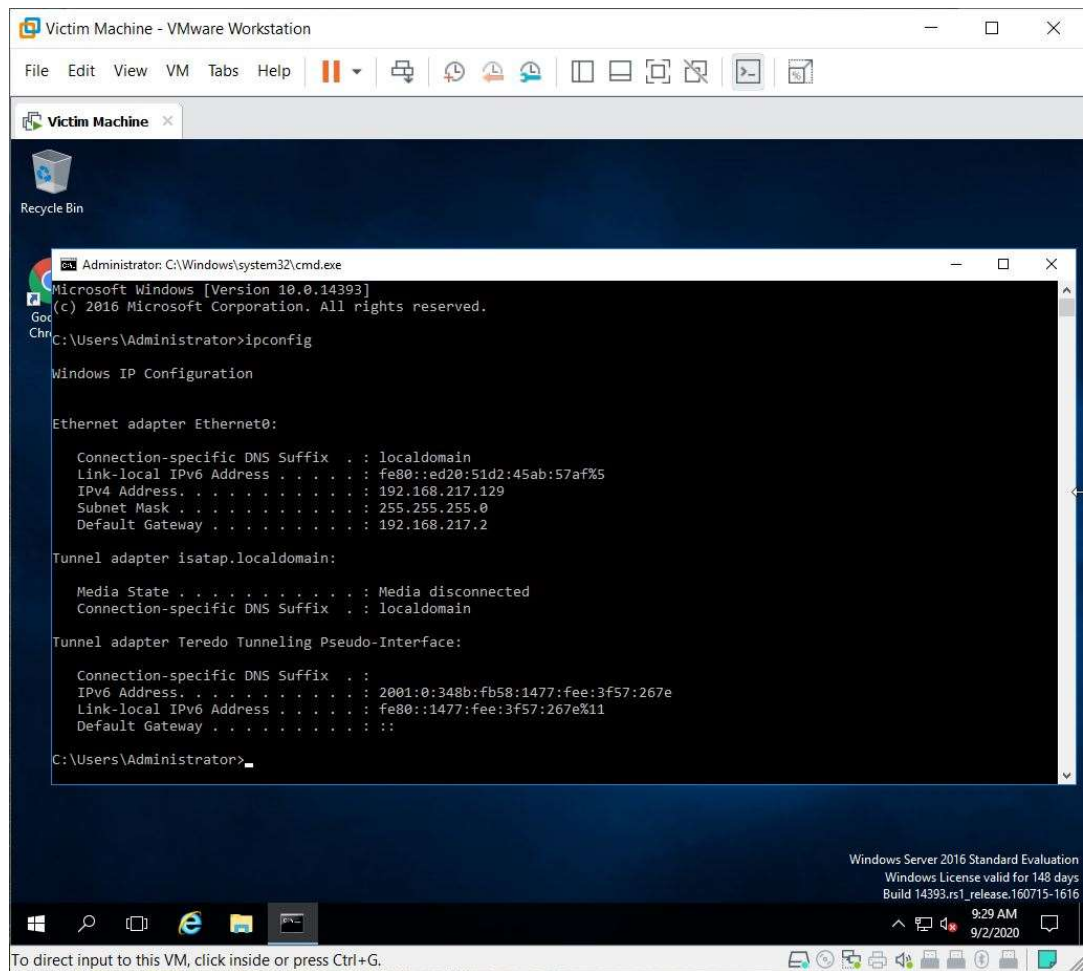 Victim Machine - VMware Workstation
File Edit View VM Tabs Help
Victim Machine
Recycle Bin
Administrator: C:\Windows\system32\cmd.exe
Microsoft Windows [Version 10.0.14393]
(c) 2016 Microsoft Corporation. All rights reserved.
Goo
Chr
C:\Users\Administrator>ipconfig
Windows IP Configuration
Ethernet adapter Ethernet0:
Connection-specific DNS Suffix . : localdomain
Link-local IPv6 Address . . . . . : fe80::ed20:51d2:45ab:57af%5
IPv4 Address. . . . . . . . . . . : 192.168.217.129
Subnet Mask . . . . . . . . . . . : 255.255.255.0
Default Gateway . . . . . . . . . : 192.168.217.2
Tunnel adapter isatap.localdomain:
Media State . . . . . . . . . . . : Media disconnected
Connection-specific DNS Suffix . : localdomain
Tunnel adapter Teredo Tunneling Pseudo-Interface:
Connection-specific DNS Suffix . :
IPv6 Address. . . . . . . . . . . : 2001:0:348b:fb58:1477:fee:3f57:267e
Link-local IPv6 Address . . . . . : fe80::1477:fee:3f57:267e%11
Default Gateway . . . . . . . . . : ::
C:\Users\Administrator>
Windows Server 2016 Standard Evaluation
Windows License valid for 148 days
Build 14393.rs1_release.160715-1616
9:29 AM
9/2/2020
To direct input to this VM, click inside or press Ctrl+G.